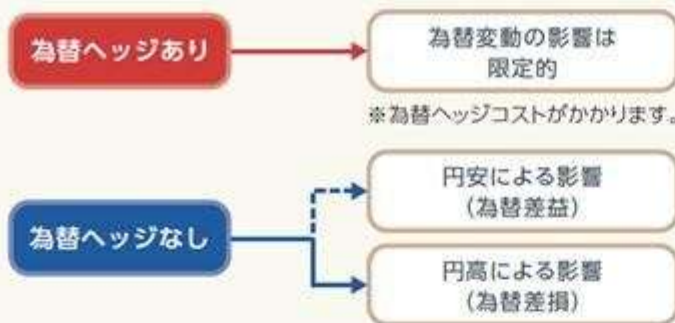 為替ヘッジあり
為替変動の影響は
限定的
※為替ヘッジコストがかかります。
為替ヘッジなし
円安による影響
(為替差益)
円高による影響
(為替差損)